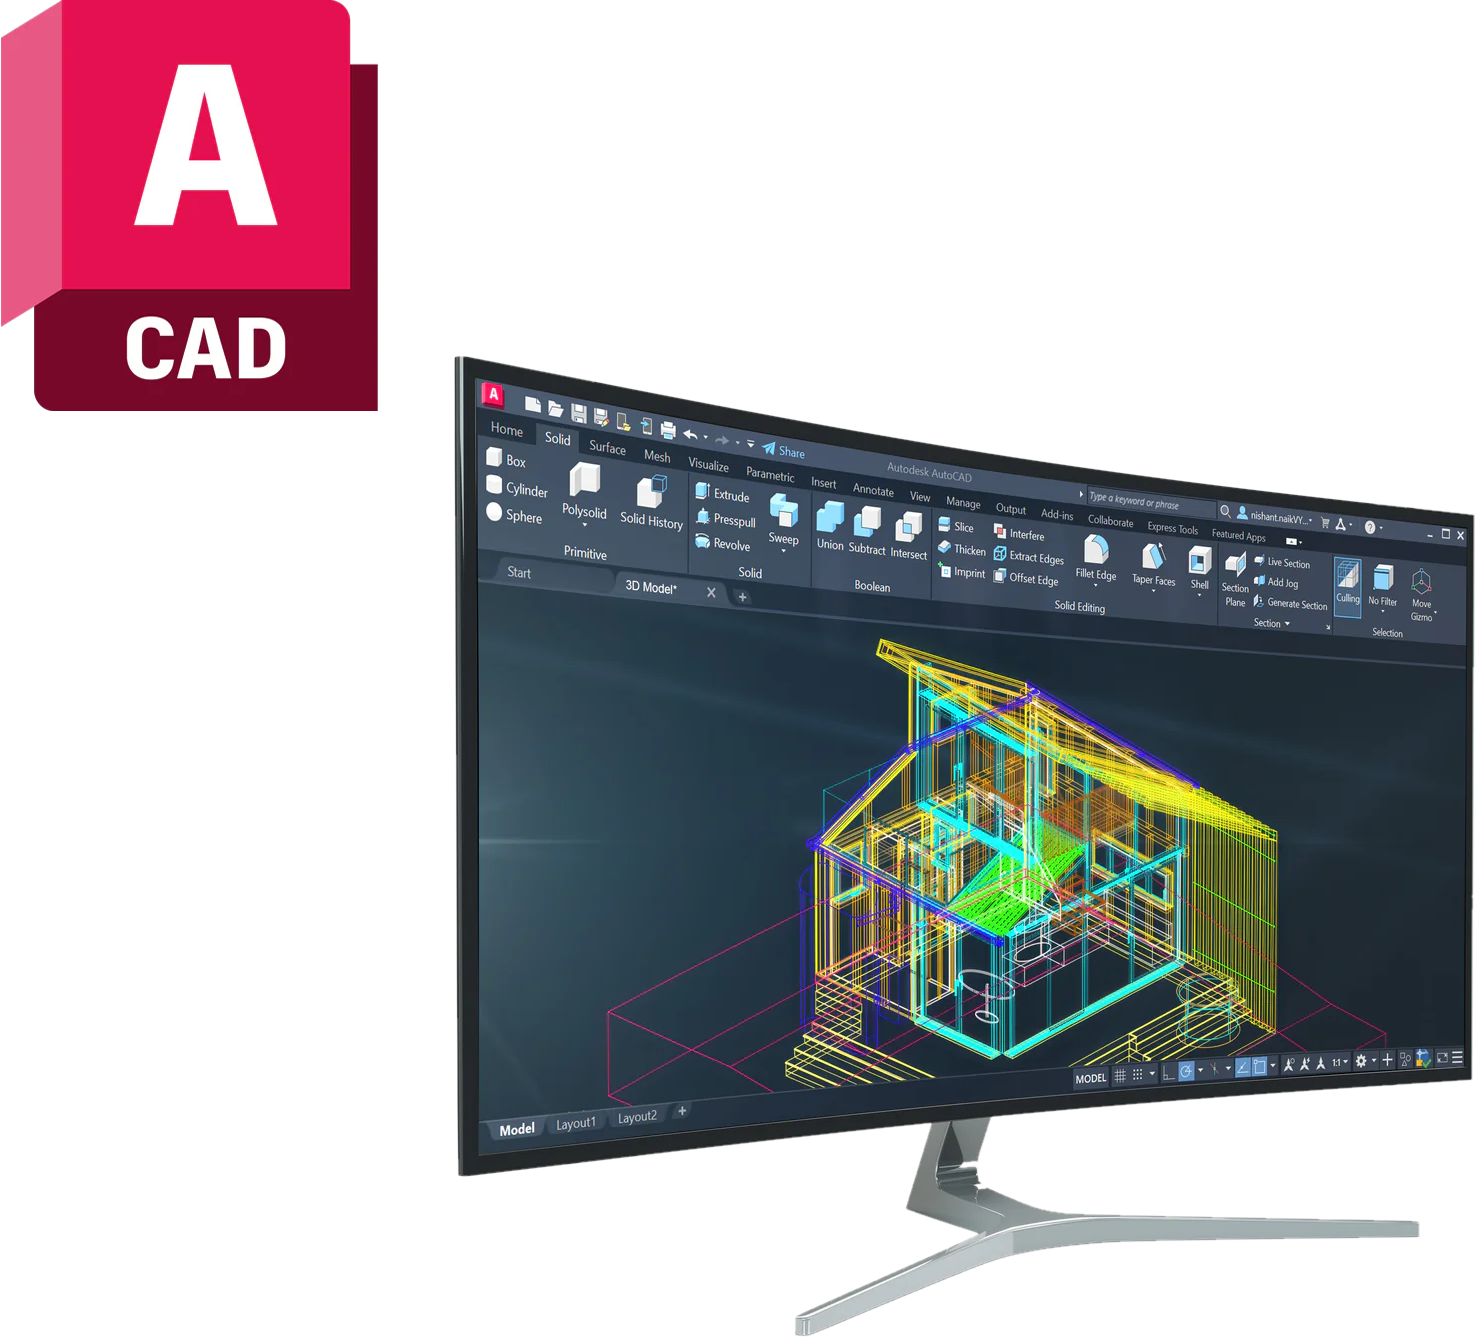 A
CAD
A
Share
Autodesk AutoCAD
Type a keyword or phrase
nishant.naikVY...
Home
Solid
Surface
Mesh
Visualize
Parametric
Insert
Annotate
View
Manage
Output
Add-ins
Collaborate
Express Tools
Featured Apps
Box
Cylinder
Sphere
Polysolid
Solid History
Primitive
Extrude
Presspull
Revolve
Sweep
Solid
Union
Subtract
Intersect
Boolean
Slice
Thicken
Imprint
Interfere
Extract Edges
Offset Edge
Fillet Edge
Taper Faces
Shell
Solid Editing
Section
Plane
Live Section
Add Jog
Generate Section
Section
Culling
No Filter
Move
Gizmo
Selection
Start
3D Model*
MODEL
1:1
Model
Layout1
Layout2